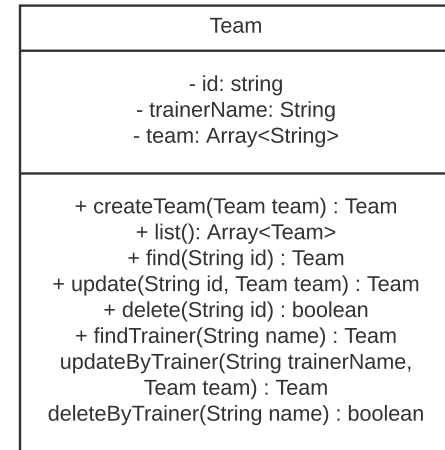 Team
- id: string
- trainerName: String
- team: Array<String>
+ createTeam(Team team) : Team
+ list(): Array<Team>
+ find(String id) : Team
+ update(String id, Team team) : Team
+ delete(String id) : boolean
+ findTrainer(String name) : Team
updateByTrainer(String trainerName,
Team team) : Team
deleteByTrainer(String name) : boolean